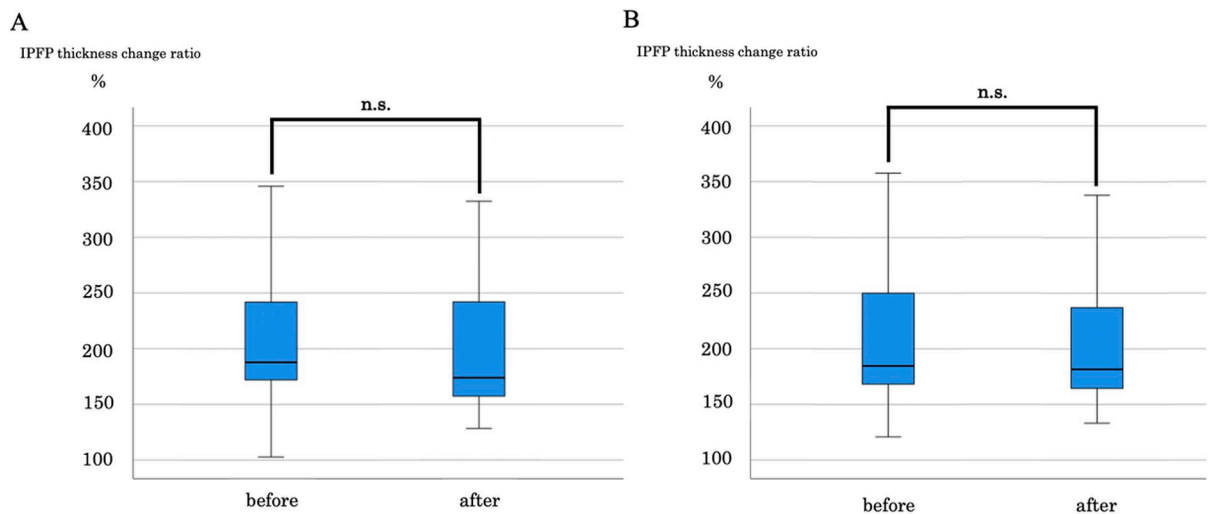 A
IPFP thickness change ratio
%
n.s.
400
350
300
250
200
150
100
before after
B
IPFP thickness change ratio
%
n.s.
400
350
300
250
200
150
100
before after